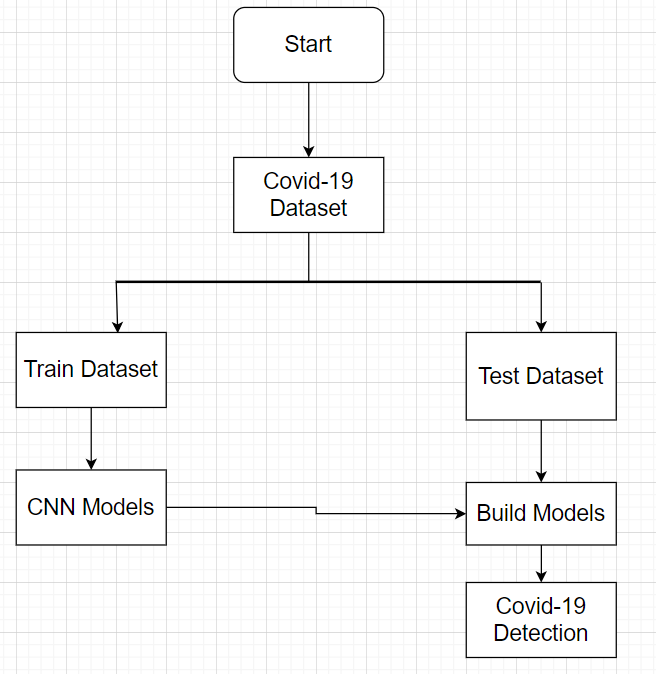 Start
Covid-19
Dataset
Train Dataset
Test Dataset
CNN Models
Build Models
Covid-19
Detection